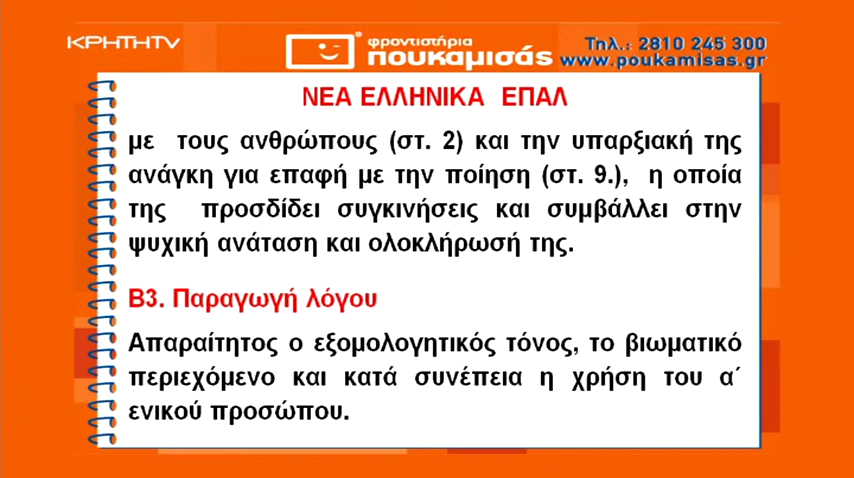 ΚΡΗΤΗTV
φροντιστήρια
πουκαμισάς
Τηλ.: 2810 245 300
www.poukamisas.gr
ΝΕΑ ΕΛΛΗΝΙΚΑ ΕΠΑΛ
με τους ανθρώπους (στ. 2) και την υπαρξιακή της
ανάγκη για επαφή με την ποίηση (στ. 9.), η οποία
της προσδίδει συγκινήσεις και συμβάλλει στην
ψυχική ανάταση και ολοκλήρωσή της.
Β3. Παραγωγή λόγου
Απαραίτητος ο εξομολογητικός τόνος, το βιωματικό
περιεχόμενο και κατά συνέπεια η χρήση του α΄
ενικού προσώπου.